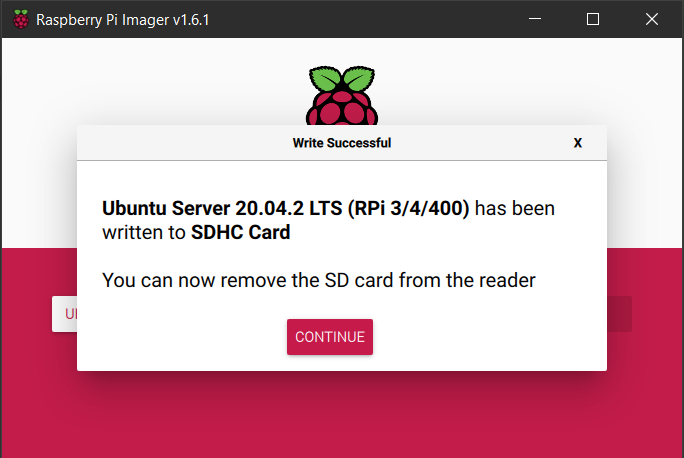 Raspberry Pi Imager v1.6.1
Write Successful X
Ubuntu Server 20.04.2 LTS (RPi 3/4/400) has been
written to SDHC Card
You can now remove the SD card from the reader
CONTINUE